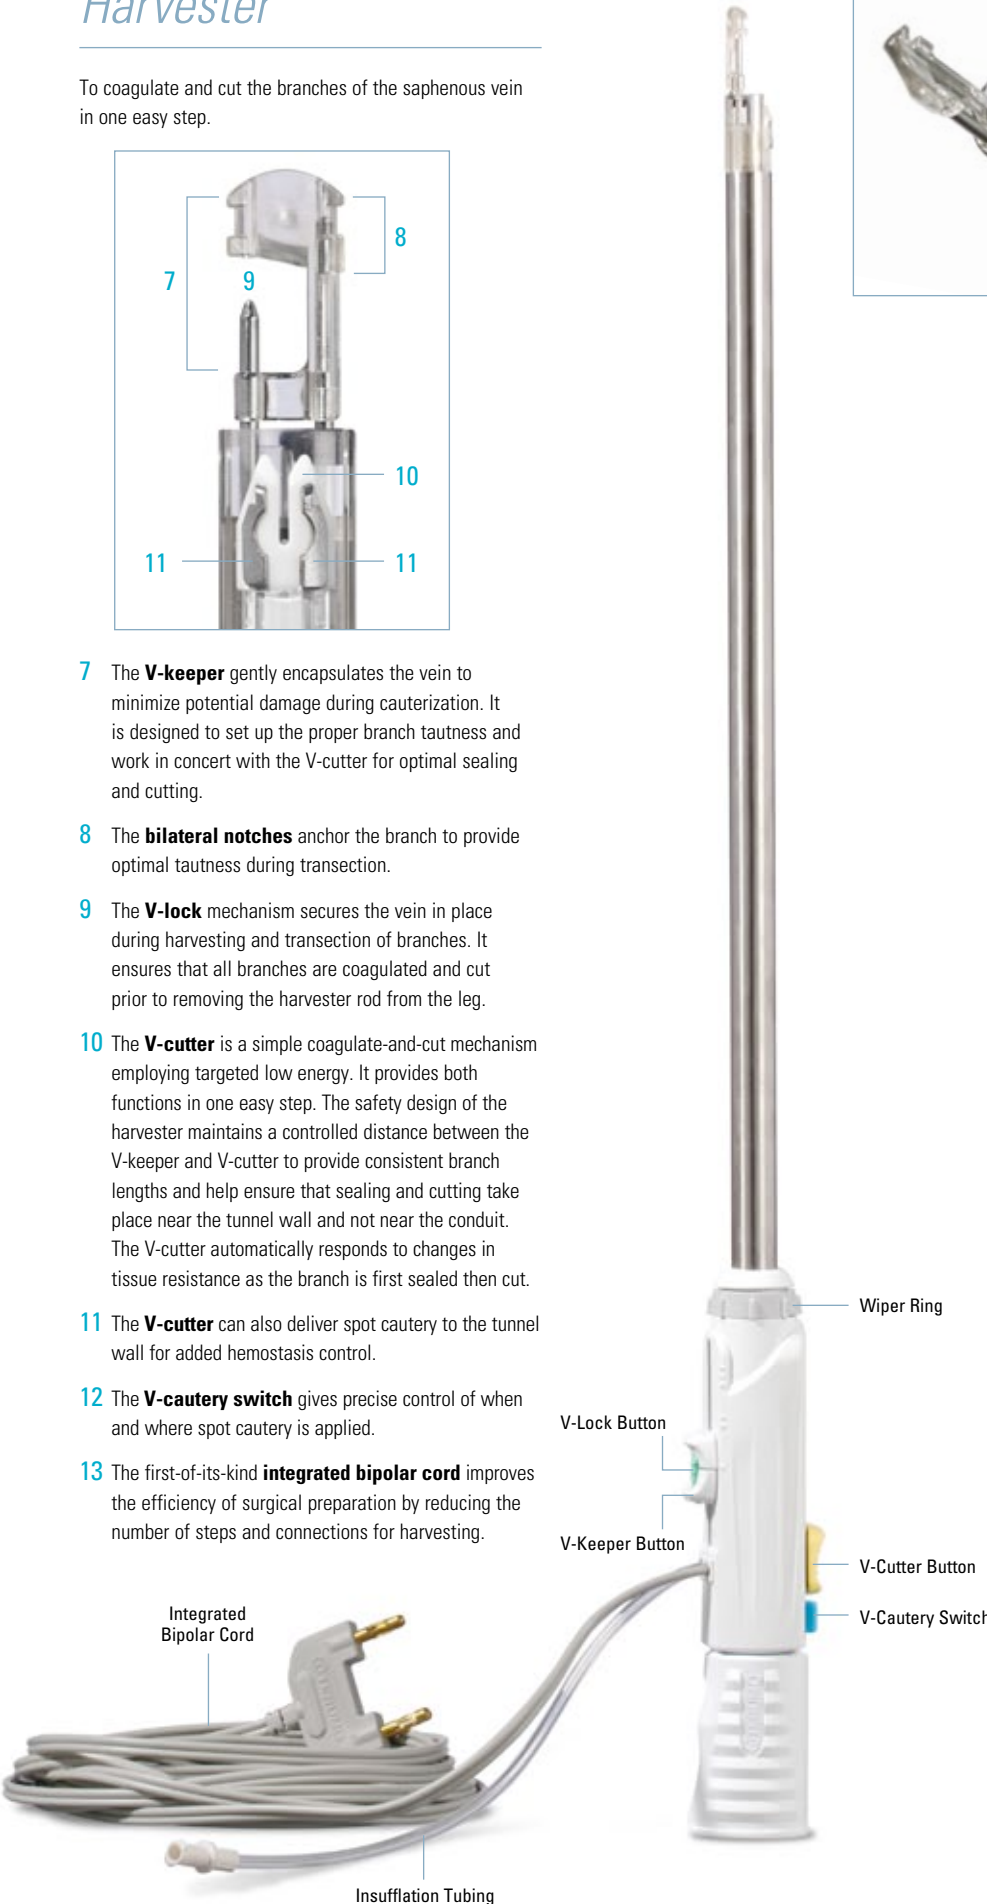 Harvester
To coagulate and cut the branches of the saphenous vein
in one easy step.
7
8
9
10
11
11
7 The V-keeper gently encapsulates the vein to
minimize potential damage during cauterization. It
is designed to set up the proper branch tautness and
work in concert with the V-cutter for optimal sealing
and cutting.
8 The bilateral notches anchor the branch to provide
optimal tautness during transection.
9 The V-lock mechanism secures the vein in place
during harvesting and transection of branches. It
ensures that all branches are coagulated and cut
prior to removing the harvester rod from the leg.
10 The V-cutter is a simple coagulate-and-cut mechanism
employing targeted low energy. It provides both
functions in one easy step. The safety design of the
harvester maintains a controlled distance between the
V-keeper and V-cutter to provide consistent branch
lengths and help ensure that sealing and cutting take
place near the tunnel wall and not near the conduit.
The V-cutter automatically responds to changes in
tissue resistance as the branch is first sealed then cut.
11 The V-cutter can also deliver spot cautery to the tunnel
wall for added hemostasis control.
12 The V-cautery switch gives precise control of when
and where spot cautery is applied.
13 The first-of-its-kind integrated bipolar cord improves
the efficiency of surgical preparation by reducing the
number of steps and connections for harvesting.
Wiper Ring
V-Lock Button
V-Keeper Button
V-Cutter Button
V-Cautery Switch
Integrated
Bipolar Cord
Insufflation Tubing